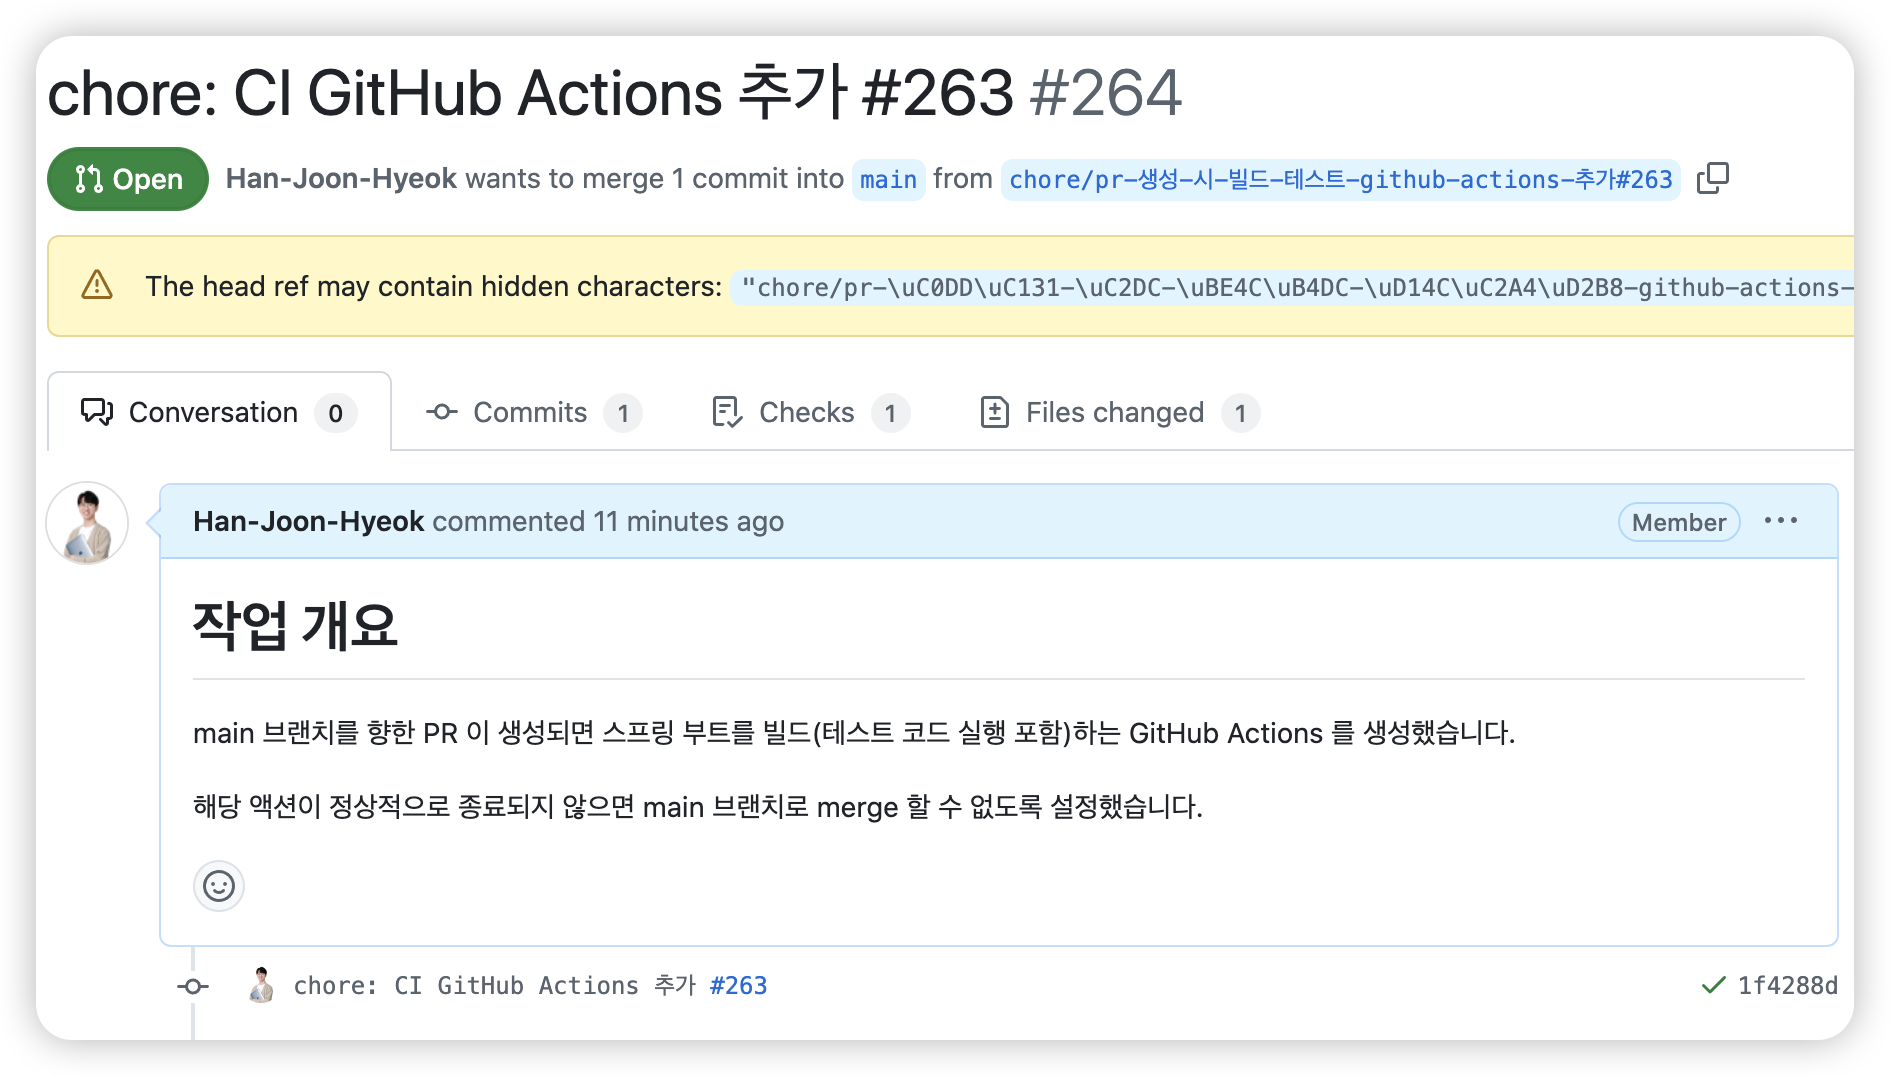 chore: CI GitHub Actions 추가 #263 #264
Open Han-Joon-Hyeok wants to merge 1 commit into main from chore/pr-생성-시-빌드-테스트-github-actions-추가#263
The head ref may contain hidden characters: "chore/pr-\uC0DD\uC131-\uC2DC-\uBE4C\uB4DC-\uD14C\uC2A4\uD2B8-github-actions-
Conversation 0 Commits 1 Checks 1 Files changed 1
Han-Joon-Hyeok commented 11 minutes ago Member
작업 개요
main 브랜치를 향한 PR 이 생성되면 스프링 부트를 빌드(테스트 코드 실행 포함)하는 GitHub Actions 를 생성했습니다.
해당 액션이 정상적으로 종료되지 않으면 main 브랜치로 merge 할 수 없도록 설정했습니다.
chore: CI GitHub Actions 추가 #263 1f4288d